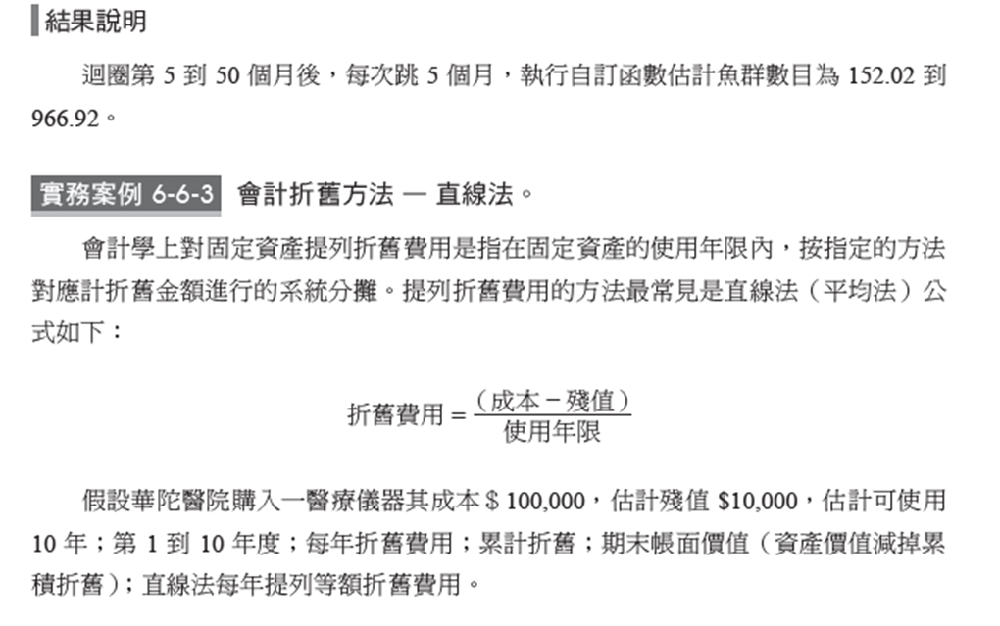 結果說明
迴圈第 5 到 50 個月後，每次跳 5 個月，執行自訂函數估計魚群數目為 152.02 到
966.92。
實務案例 6-6-3 會計折舊方法 — 直線法。
會計學上對固定資產提列折舊費用是指在固定資產的使用年限內，按指定的方法
對應計折舊金額進行的系統分攤。提列折舊費用的方法最常見是直線法（平均法）公
式如下：
折舊費用 = （成本－殘值）
使用年限
假設華陀醫院購入一醫療儀器其成本＄100,000，估計殘值 $10,000，估計可使用
10 年；第 1 到 10 年度；每年折舊費用；累計折舊；期末帳面價值（資產價值減掉累
積折舊）；直線法每年提列等額折舊費用。